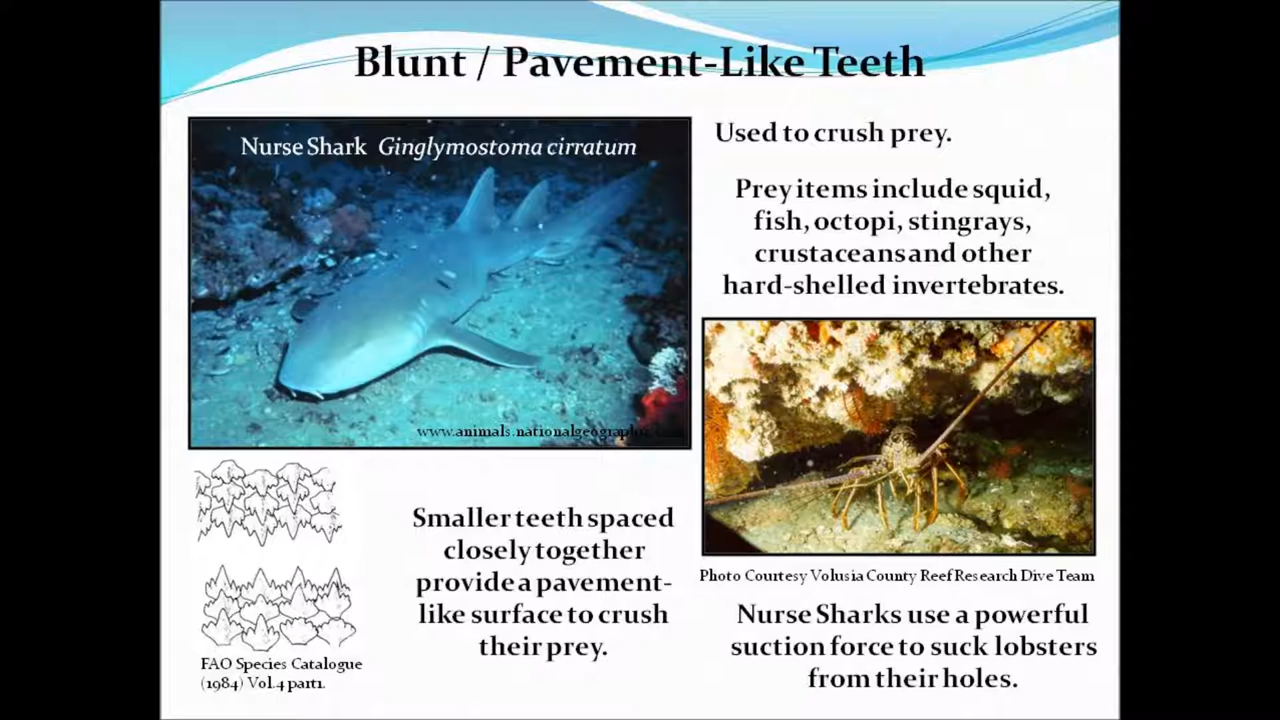 Blunt / Pavement-Like Teeth
Nurse Shark Ginglymostoma cirratum
www.animals.nationalgeographic
Used to crush prey.
Prey items include squid,
fish, octopi, stingrays,
crustaceans and other
hard-shelled invertebrates.
Photo Courtesy Volusia County Reef Research Dive Team
Smaller teeth spaced
closely together
provide a pavement-
like surface to crush
their prey.
FAO Species Catalogue
(1984) Vol.4 part1.
Nurse Sharks use a powerful
suction force to suck lobsters
from their holes.